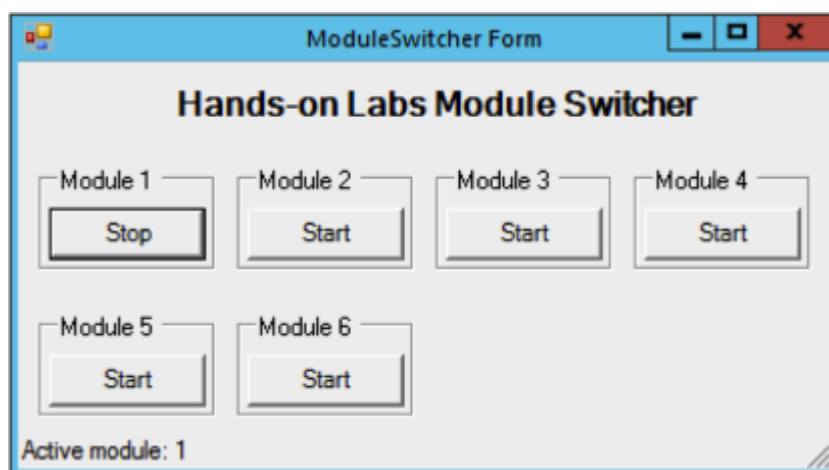 ModuleSwitcher Form
Hands-on Labs Module Switcher
Module 1 Module 2 Module 3 Module 4
Stop Start Start Start
Module 5 Module 6
Start Start
Active module: 1